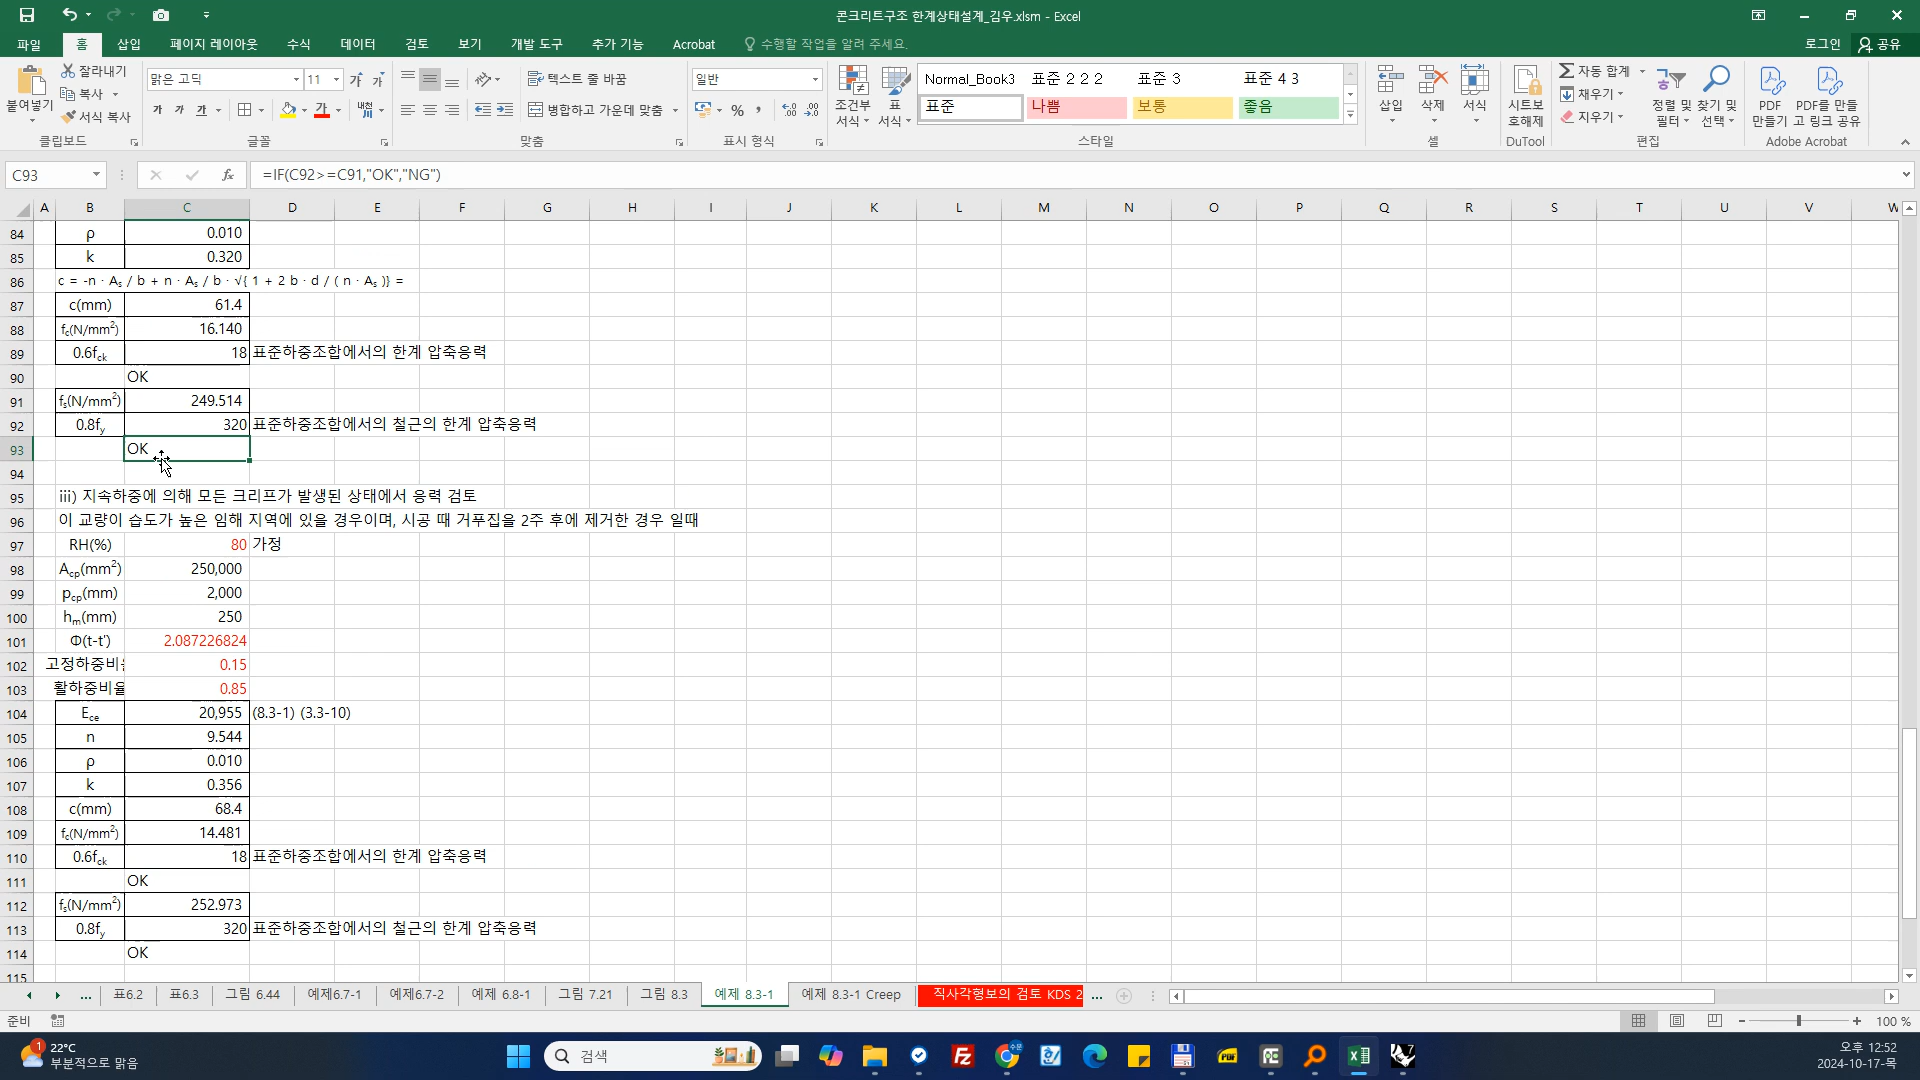 콘크리트구조 한계상태설계_김우.xlsm - Excel
파일 홈 삽입 페이지 레이아웃 수식 데이터 검토 보기 개발 도구 추가 기능 Acrobat 수행할 작업을 알려 주세요. 로그인 공유
붙여넣기 잘라내기 복사 서식 복사 클립보드
맑은 고딕 11 가 가 가 가 가 가 내천 글꼴
텍스트 줄 바꿈 병합하고 가운데 맞춤 맞춤
일반 % , 표시 형식
조건부 서식 표 서식
Normal_Book3 표준 2 2 2 표준 3 표준 4 3
표준 나쁨 보통 좋음
스타일
삽입 삭제 서식 셀
시트보호해제 DuTool
자동 합계 채우기 지우기 정렬 및 필터 찾기 및 선택 편집
PDF 만들기 PDF를 만들고 링크 공유 Adobe Acrobat
C93 fx =IF(C92>=C91,"OK","NG")
A B C D E F G H I J K L M N O P Q R S T U V W
84 ρ 0.010
85 k 0.320
86 c = -n · As / b + n · As / b · √{ 1 + 2 b · d / ( n · As )} =
87 c(mm) 61.4
88 fc(N/mm2) 16.140
89 0.6fck 18 표준하중조합에서의 한계 압축응력
90 OK
91 fs(N/mm2) 249.514
92 0.8fy 320 표준하중조합에서의 철근의 한계 압축응력
93 OK
94
95 iii) 지속하중에 의해 모든 크리프가 발생된 상태에서 응력 검토
96 이 교량이 습도가 높은 임해 지역에 있을 경우이며, 시공 때 거푸집을 2주 후에 제거한 경우 일때
97 RH(%) 80 가정
98 Acp(mm2) 250,000
99 pcp(mm) 2,000
100 hm(mm) 250
101 Φ(t-t') 2.087226824
102 고정하중비 0.15
103 활하중비율 0.85
104 Ece 20,955 (8.3-1) (3.3-10)
105 n 9.544
106 ρ 0.010
107 k 0.356
108 c(mm) 68.4
109 fc(N/mm2) 14.481
110 0.6fck 18 표준하중조합에서의 한계 압축응력
111 OK
112 fs(N/mm2) 252.973
113 0.8fy 320 표준하중조합에서의 철근의 한계 압축응력
114 OK
115
... 표6.2 표6.3 그림 6.44 예제6.7-1 예제6.7-2 예제 6.8-1 그림 7.21 그림 8.3 예제 8.3-1 예제 8.3-1 Creep 직사각형보의 검토 KDS 2 ...
준비 100 %
1 22°C
부분적으로 맑음
검색
오후 12:52
2024-10-17-목